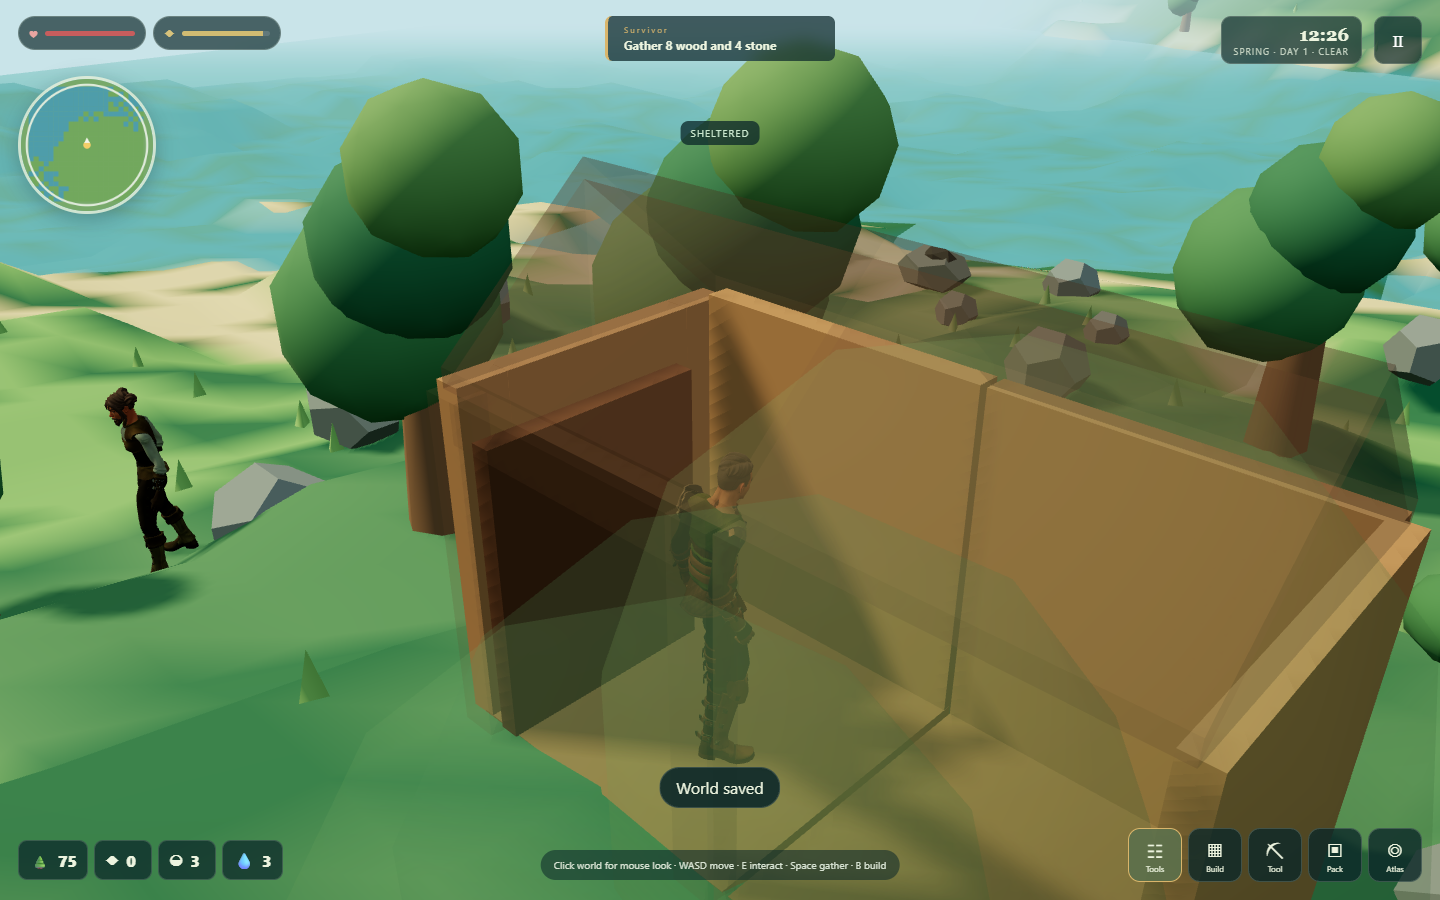 Survivor
Gather 8 wood and 4 stone
12:26
SPRING · DAY 1 · CLEAR
SHELTERED
World saved
75
0
3
3
Click world for mouse look · WASD move · E interact · Space gather · B build
Tools
Build
Tool
Pack
Atlas